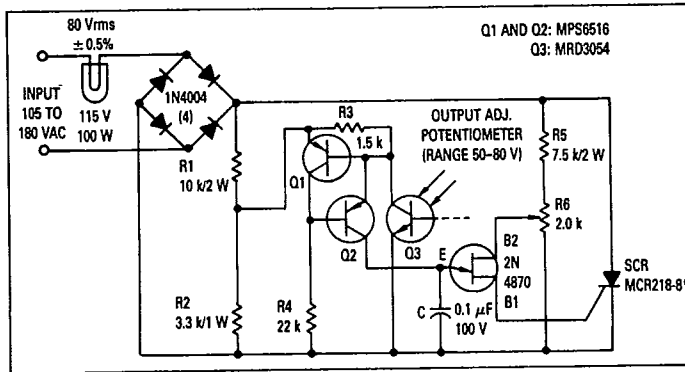 80 Vrms
± 0.5%
INPUT
105 TO
180 VAC
115 V
100 W
1N4004
(4)
R1
10 k/2 W
R2
3.3 k/1 W
R3
1.5 k
Q1
Q2
Q3
R4
22 k
Q1 AND Q2: MPS6516
Q3: MRD3054
OUTPUT ADJ.
POTENTIOMETER
(RANGE 50–80 V)
R5
7.5 k/2 W
R6
2.0 k
E
B2
2N
4870
B1
C
0.1 µF
100 V
SCR
MCR218-8